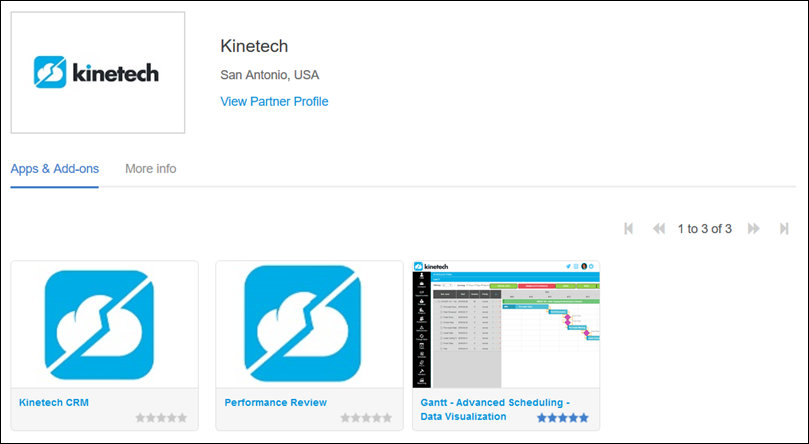 kinetech
Kinetech
San Antonio, USA
View Partner Profile
Apps & Add-ons
More info
1 to 3 of 3
kinetech
Kinetech CRM
Performance Review
Gantt - Advanced Scheduling -
Data Visualization